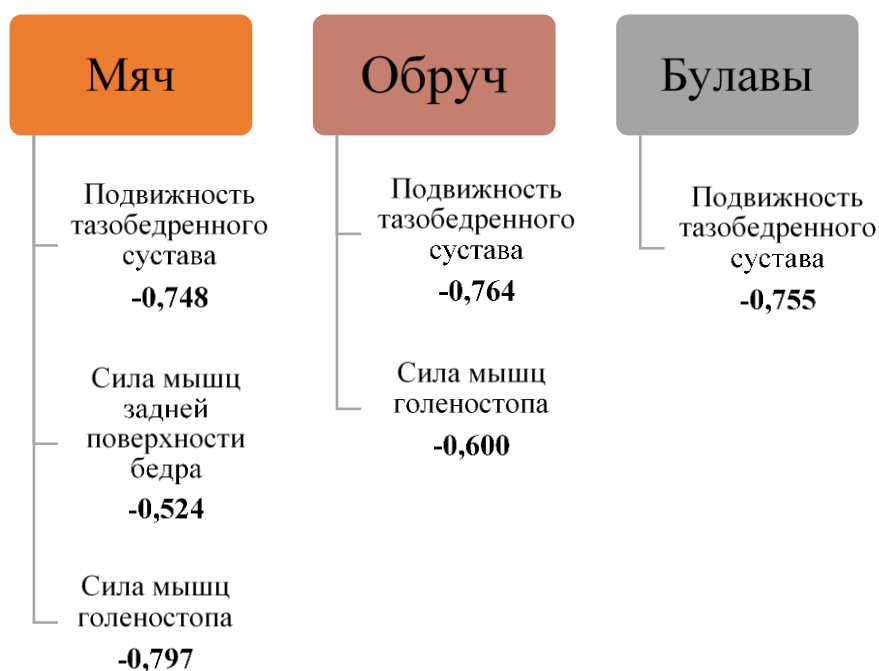 Мяч
Подвижность
тазобедренного
сустава
-0,748
Сила мышц
задней
поверхности
бедра
-0,524
Сила мышц
голеностопа
-0,797
Обруч
Подвижность
тазобедренного
сустава
-0,764
Сила мышц
голеностопа
-0,600
Булавы
Подвижность
тазобедренного
сустава
-0,755